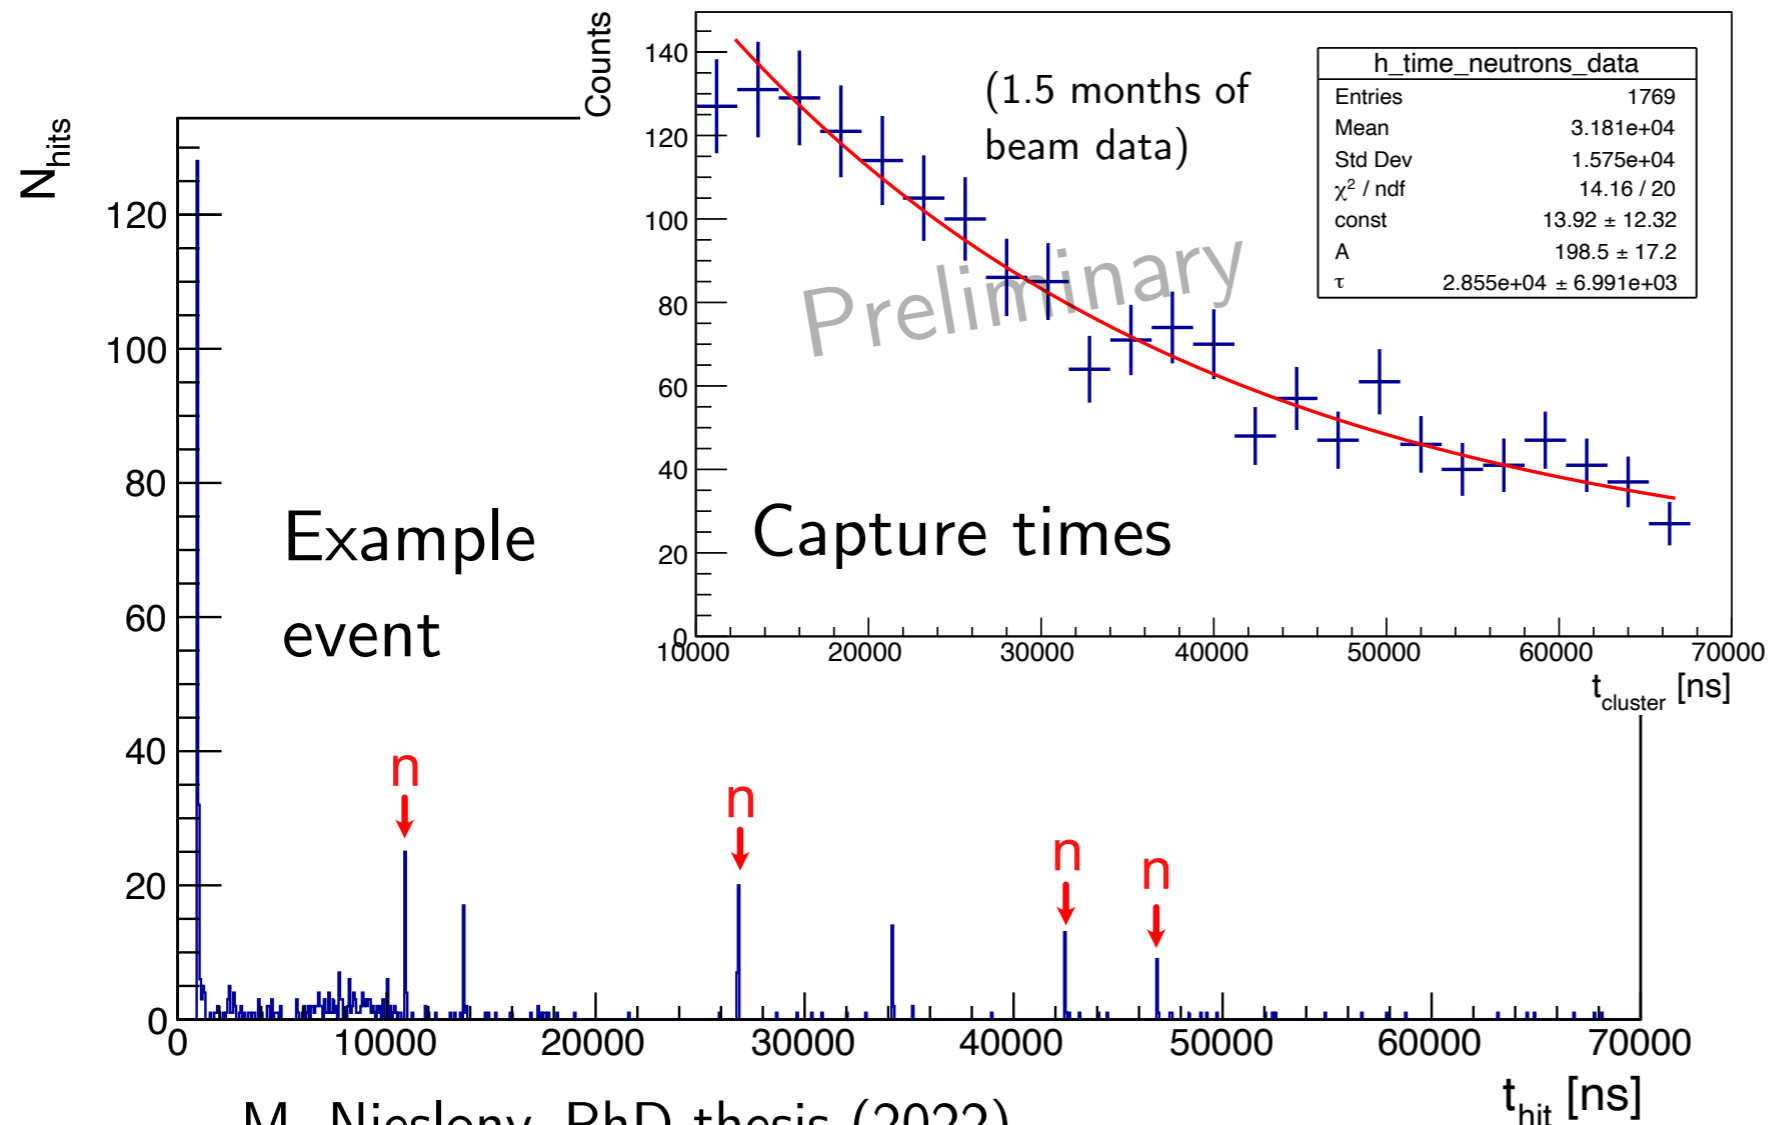 Counts
140
120
100
80
60
40
20
0
10000 20000 30000 40000 50000 60000 70000
t_cluster [ns]
(1.5 months of
beam data)
h_time_neutrons_data
Entries 1769
Mean 3.181e+04
Std Dev 1.575e+04
χ² / ndf 14.16 / 20
const 13.92 ± 12.32
A 198.5 ± 17.2
τ 2.855e+04 ± 6.991e+03
Preliminary
Capture times
N_hits
120
100
80
60
40
20
0
Example
event
n
n
n
n
0 10000 20000 30000 40000 50000 60000 70000
t_hit [ns]
M. Nieslony, PhD thesis (2022)